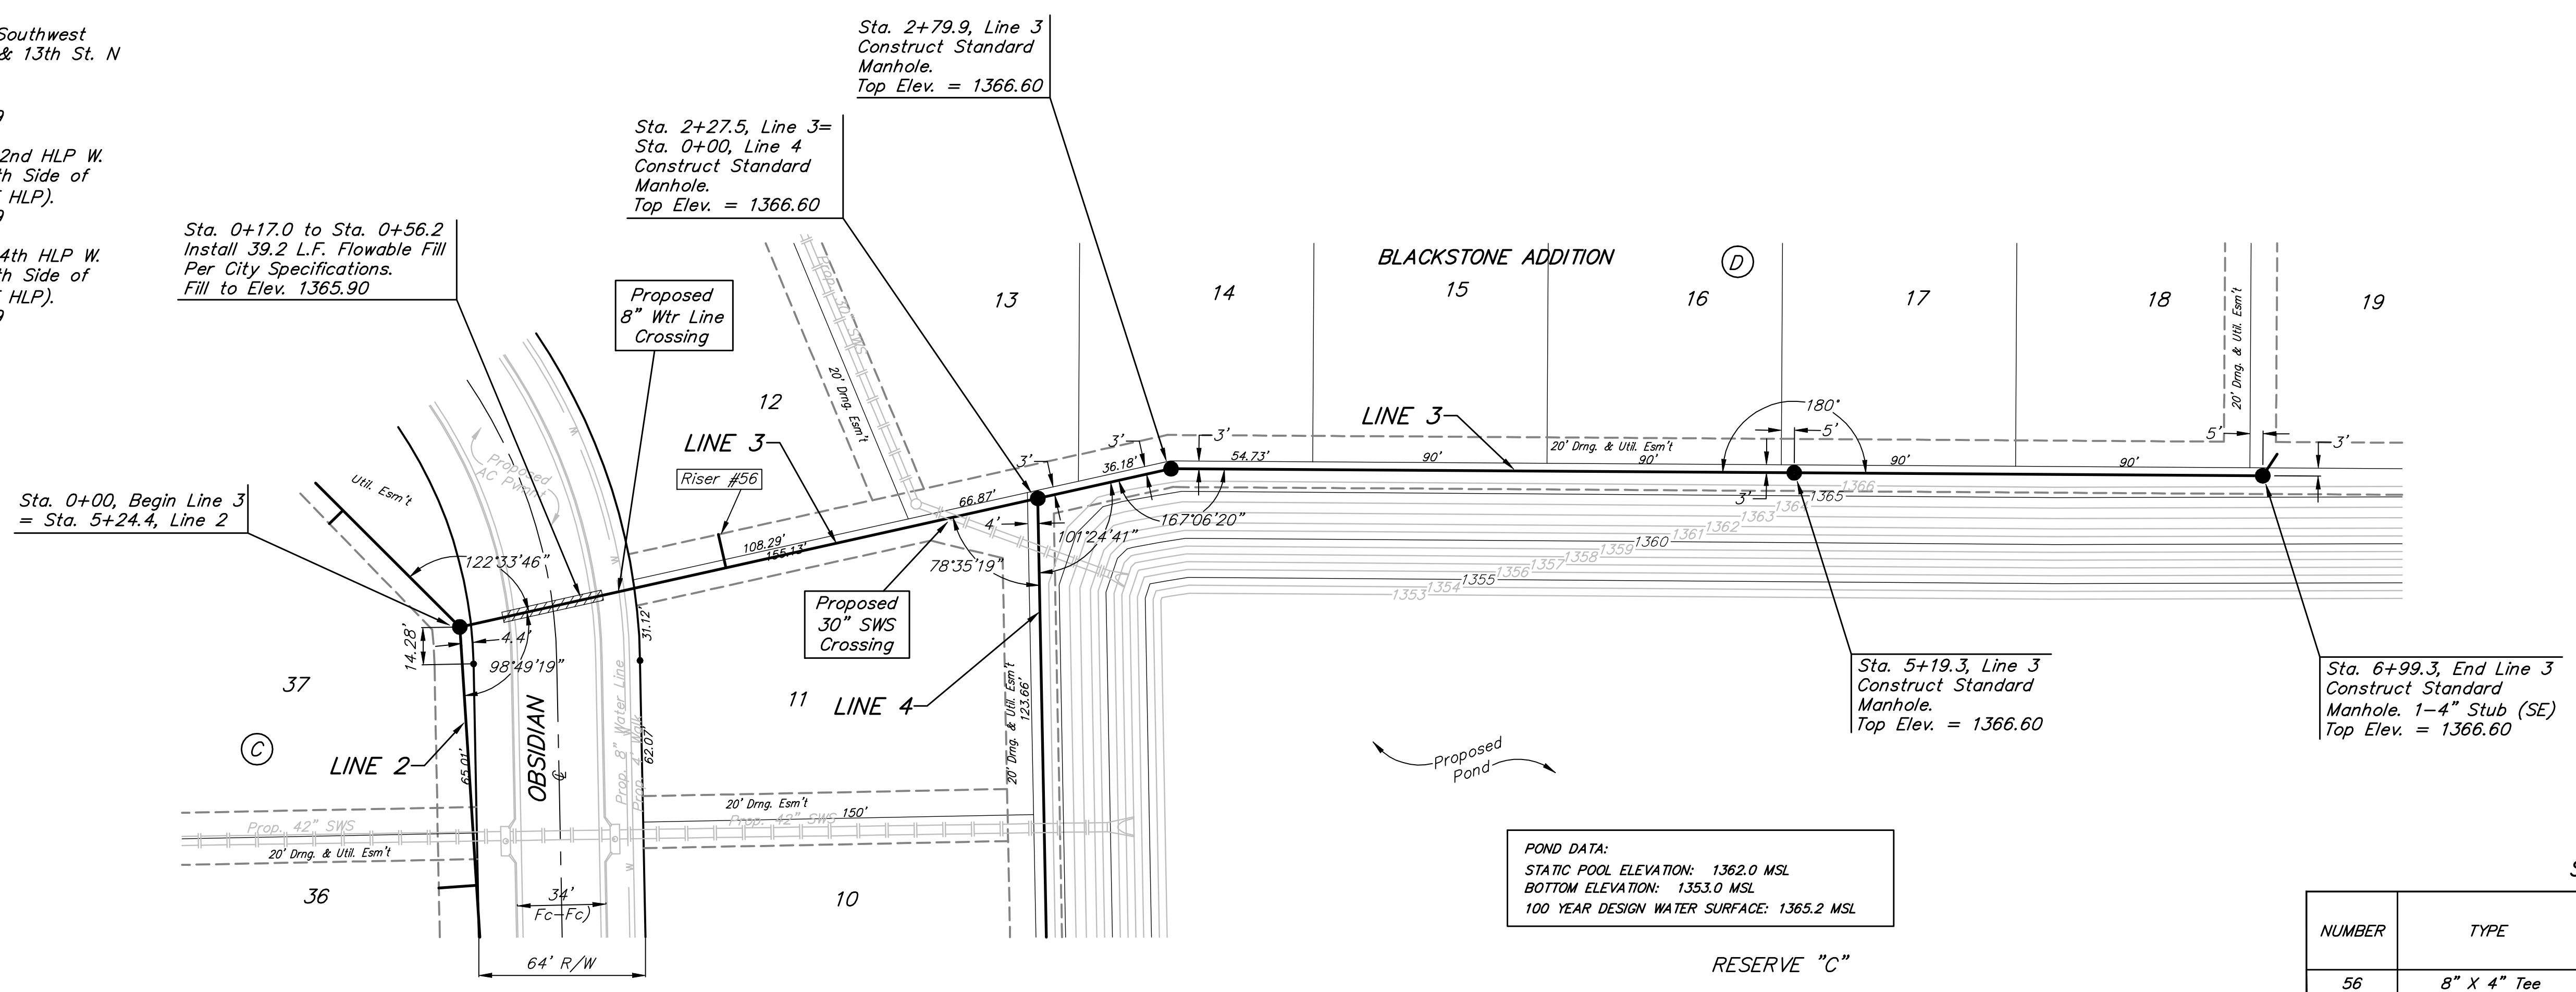 Southwest
& 13th St. N
9
2nd HLP W.
th Side of
HLP).
9
4th HLP W.
th Side of
HLP).
9
Sta. 0+17.0 to Sta. 0+56.2
Install 39.2 L.F. Flowable Fill
Per City Specifications.
Fill to Elev. 1365.90
Sta. 2+27.5, Line 3=
Sta. 0+00, Line 4
Construct Standard
Manhole.
Top Elev. = 1366.60
Sta. 2+79.9, Line 3
Construct Standard
Manhole.
Top Elev. = 1366.60
Proposed
8" Wtr Line
Crossing
Prop. 30" SWS
20' Drng. Esm't
BLACKSTONE ADDITION
D
12
13
14
15
16
17
18
19
20' Drng. & Util. Esm't
LINE 3
Riser #56
LINE 3
3'
3'
3'
36.18'
54.73'
90'
20' Drng. & Util. Esm't
90'
180°
5'
3'
90'
90'
5'
3'
Sta. 0+00, Begin Line 3
= Sta. 5+24.4, Line 2
Util. Esm't
Proposed
AC Pvmnt
122°33'46"
108.29'
155.13'
66.87'
4'
78°35'19"
101°24'41"
167°06'20"
1366
1365
1364
1363
1362
1361
1360
1359
1358
1357
1356
1355
1354
1353
14.28'
4.4'
98°49'19"
31.12'
Proposed
30" SWS
Crossing
37
C
LINE 2
65.01'
OBSIDIAN
℄
Prop. 8" Water Line
Prop. 4' Walk
62.07'
W
W
W
11
LINE 4
20' Drng. & Util. Esm't
123.66'
Sta. 5+19.3, Line 3
Construct Standard
Manhole.
Top Elev. = 1366.60
Sta. 6+99.3, End Line 3
Construct Standard
Manhole. 1-4" Stub (SE)
Top Elev. = 1366.60
Proposed
Pond
Prop. 42" SWS
20' Drng. & Util. Esm't
20' Drng. Esm't
Prop. 42" SWS
150'
36
34'
Fc-Fc)
64' R/W
10
POND DATA:
STATIC POOL ELEVATION: 1362.0 MSL
BOTTOM ELEVATION: 1353.0 MSL
100 YEAR DESIGN WATER SURFACE: 1365.2 MSL
RESERVE "C"
NUMBER TYPE
56 8" X 4" Tee